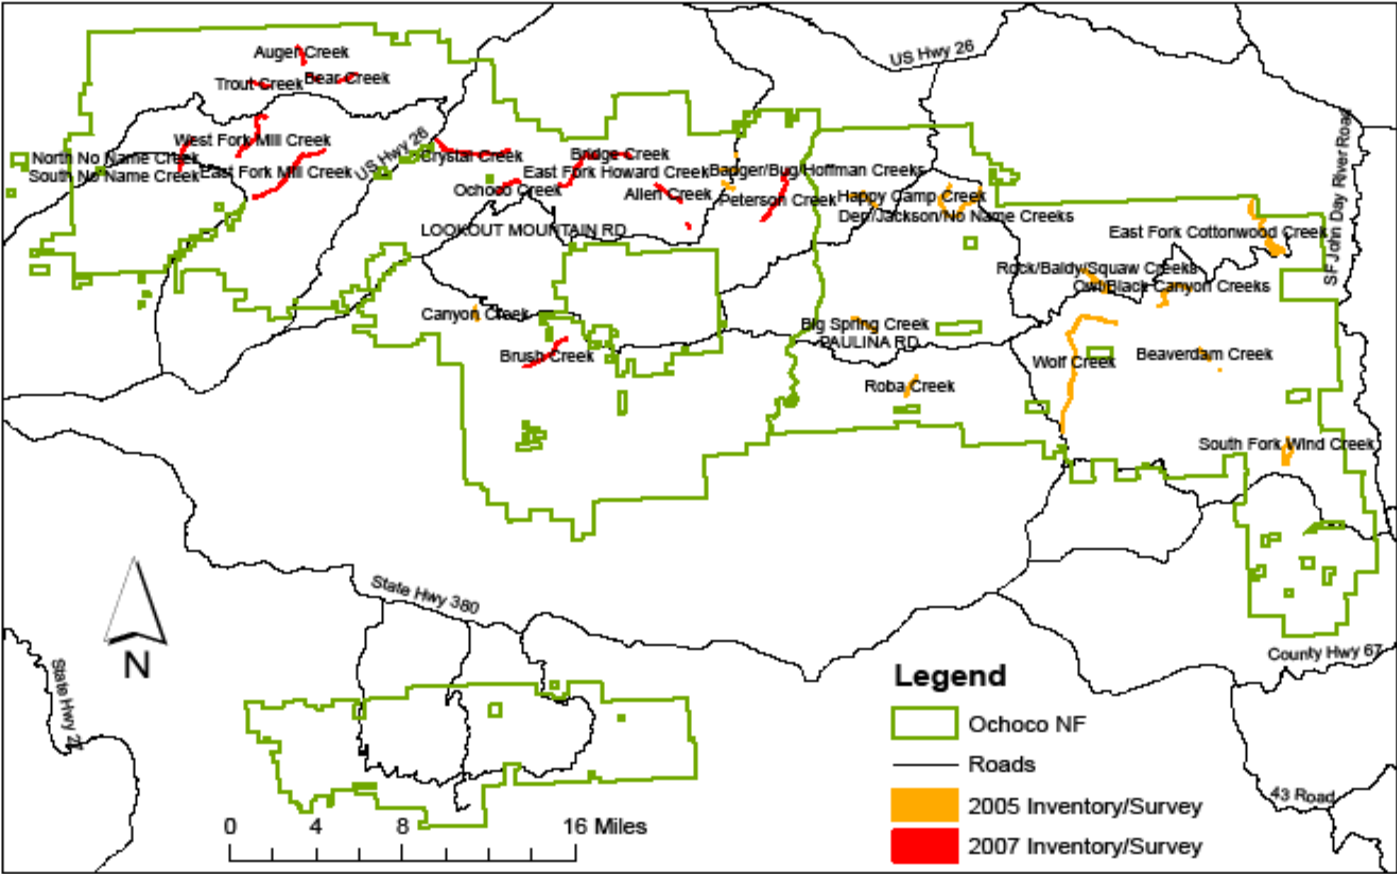 US Hwy 26
Auger Creek
Trout Creek
Bear Creek
SF John Day River Road
US Hwy 26
West Fork Mill Creek
North No Name Creek
South No Name Creek
East Fork Mill Creek
Crystal Creek
Bridge Creek
East Fork Howard Creek
Badger/Bug/Hoffman Creeks
Ochoco Creek
Allen Creek
Peterson Creek
Happy Camp Creek
Dep/Jackson/No Name Creeks
LOOKOUT MOUNTAIN RD
East Fork Cottonwood Creek
Rock/Baldy/Squaw Creeks
Owl/Black Canyon Creeks
Canyon Creek
Big Spring Creek
PAULINA RD
Brush Creek
Wolf Creek
Beaverdam Creek
Roba Creek
South Fork Wind Creek
State Hwy 380
N
State Hwy 27
County Hwy 67
43 Road
Legend
Ochoco NF
Roads
2005 Inventory/Survey
2007 Inventory/Survey
0 4 8 16 Miles